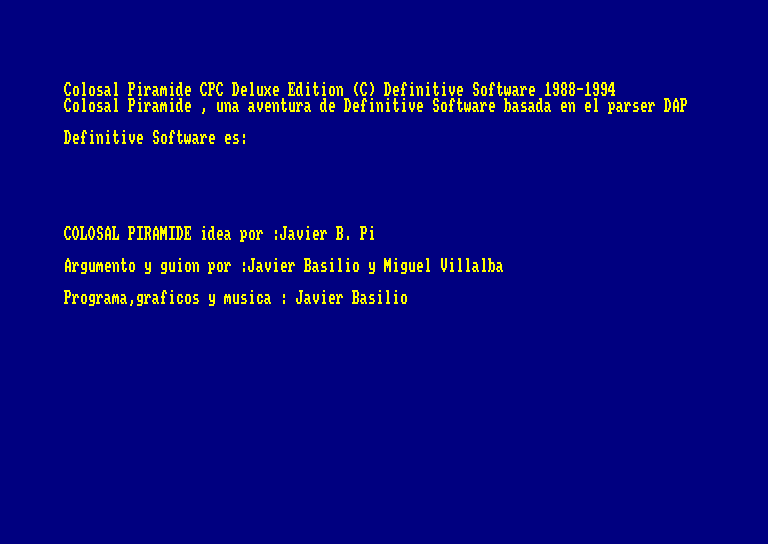 Colosal Piramide CPC Deluxe Edition (C) Definitive Software 1988-1994
Colosal Piramide , una aventura de Definitive Software basada en el parser DAP
Definitive Software es:
COLOSAL PIRAMIDE idea por :Javier B. Pi
Argumento y guion por :Javier Basilio y Miguel Villalba
Programa,graficos y musica : Javier Basilio